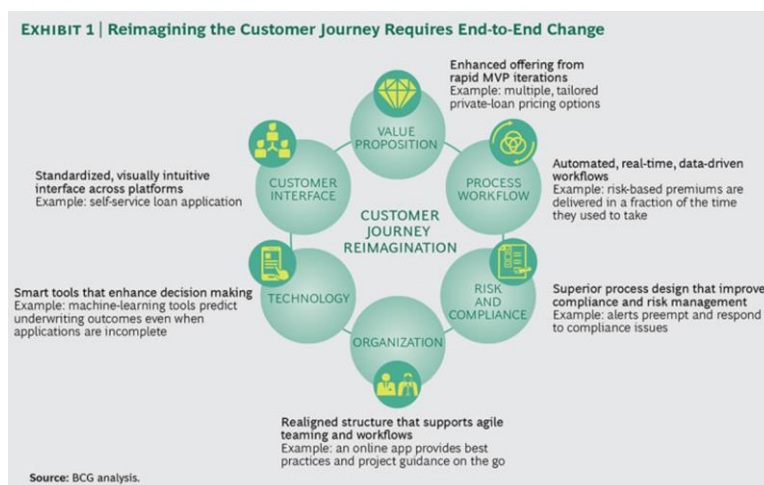 EXHIBIT 1 | Reimagining the Customer Journey Requires End-to-End Change
Enhanced offering from
rapid MVP iterations
Example: multiple, tailored
private-loan pricing options
VALUE
PROPOSITION
Standardized, visually intuitive
interface across platforms
Example: self-service loan application
CUSTOMER
INTERFACE
PROCESS
WORKFLOW
Automated, real-time, data-driven
workflows
Example: risk-based premiums are
delivered in a fraction of the time
they used to take
CUSTOMER
JOURNEY
REIMAGINATION
Smart tools that enhance decision making
Example: machine-learning tools predict
underwriting outcomes even when
applications are incomplete
TECHNOLOGY
RISK
AND
COMPLIANCE
Superior process design that improve
compliance and risk management
Example: alerts preempt and respond
to compliance issues
ORGANIZATION
Realigned structure that supports agile
teaming and workflows
Example: an online app provides best
practices and project guidance on the go
Source: BCG analysis.